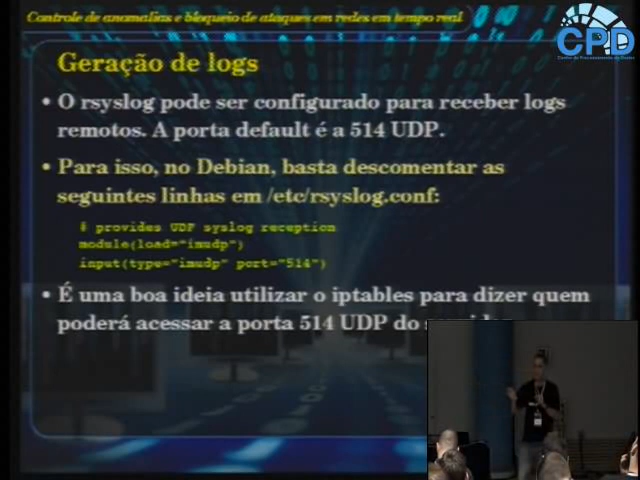 Controle de anomalias e bloqueio de ataques em redes em tempo real
CPD
Geração de logs
• O rsyslog pode ser configurado para receber logs
remotos. A porta default é a 514 UDP.
• Para isso, no Debian, basta descomentar as
seguintes linhas em /etc/rsyslog.conf:
# provides UDP syslog reception
module(load="imudp")
input(type="imudp" port="514")
• É uma boa ideia utilizar o iptables para dizer quem
poderá acessar a porta 514 UDP do